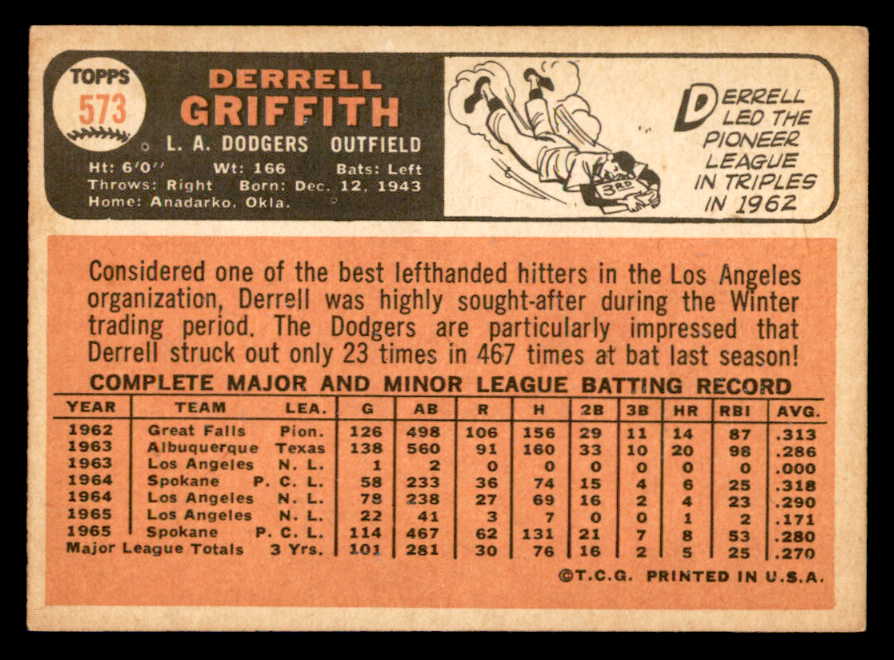 TOPPS
573
DERRELL
GRIFFITH
L. A. DODGERS OUTFIELD
Ht: 6'0" Wt: 166 Bats: Left
Throws: Right Born: Dec. 12, 1943
Home: Anadarko, Okla.
3RD
DERRELL
LED THE
PIONEER
LEAGUE
IN TRIPLES
IN 1962
Considered one of the best lefthanded hitters in the Los Angeles
organization, Derrell was highly sought-after during the Winter
trading period. The Dodgers are particularly impressed that
Derrell struck out only 23 times in 467 times at bat last season!
COMPLETE MAJOR AND MINOR LEAGUE BATTING RECORD
YEAR TEAM LEA. G AB R H 2B 3B HR RBI AVG.
1962 Great Falls Pion. 126 498 106 156 29 11 14 87 .313
1963 Albuquerque Texas 138 560 91 160 33 10 20 98 .286
1963 Los Angeles N. L. 1 2 0 0 0 0 0 0 .000
1964 Spokane P. C. L. 58 233 36 74 15 4 6 25 .318
1964 Los Angeles N. L. 78 238 27 69 16 2 4 23 .290
1965 Los Angeles N. L. 22 41 3 7 0 0 1 2 .171
1965 Spokane P. C. L. 114 467 62 131 21 7 8 53 .280
Major League Totals 3 Yrs. 101 281 30 76 16 2 5 25 .270
©T.C.G. PRINTED IN U.S.A.